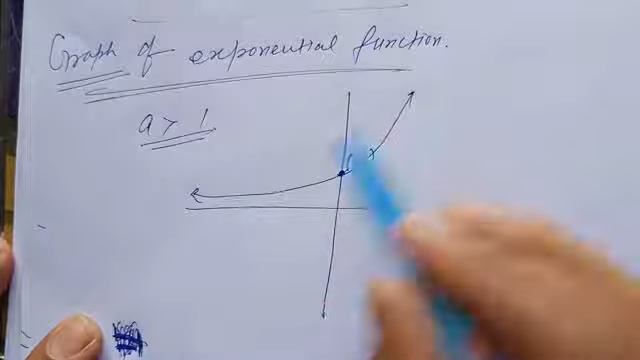 Graph of exponential function.
a > 1